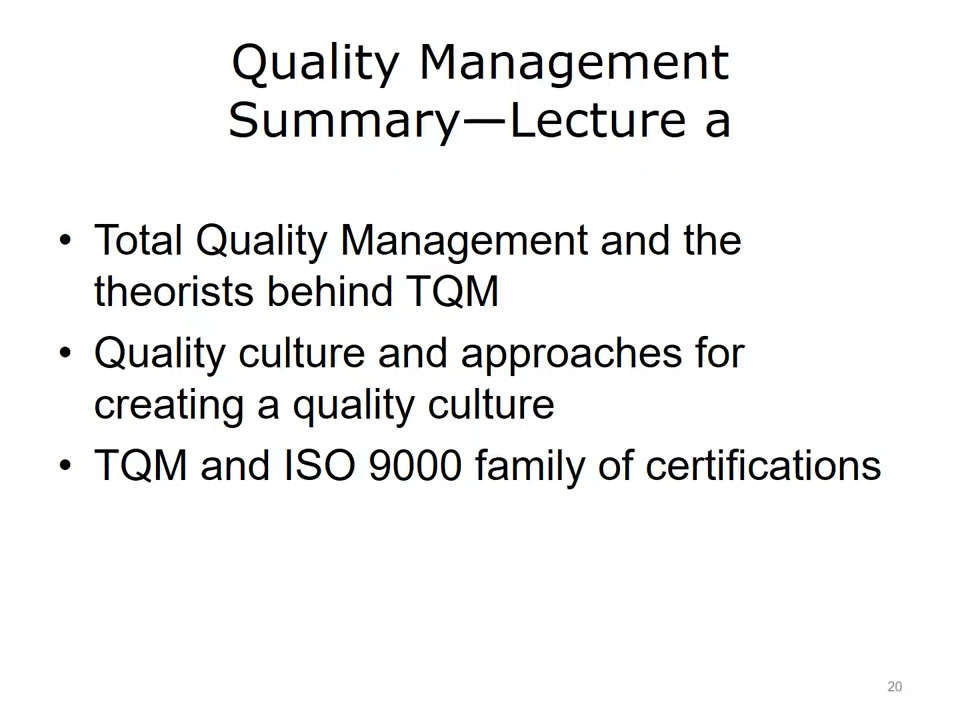 Quality Management
Summary—Lecture a
• Total Quality Management and the
theorists behind TQM
• Quality culture and approaches for
creating a quality culture
• TQM and ISO 9000 family of certifications
20